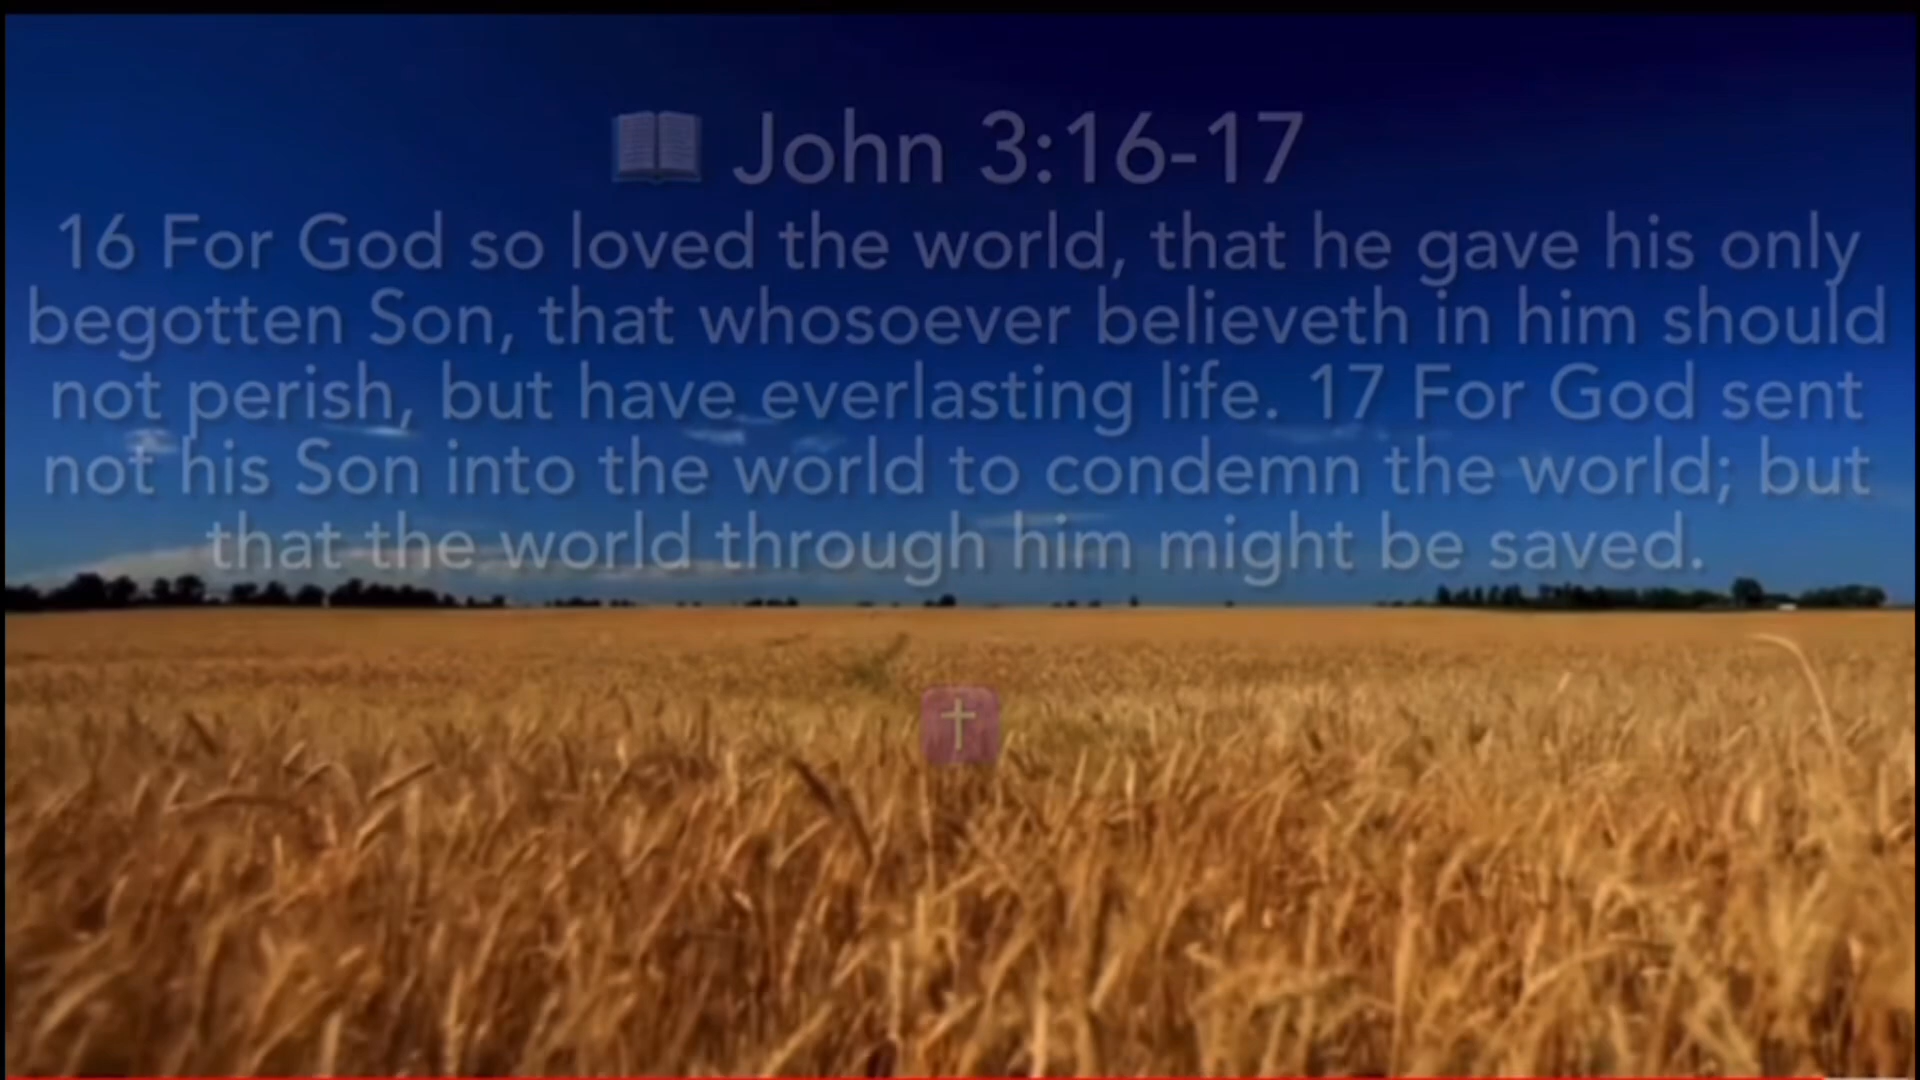 📖 John 3:16-17
16 For God so loved the world, that he gave his only
begotten Son, that whosoever believeth in him should
not perish, but have everlasting life. 17 For God sent
not his Son into the world to condemn the world; but
that the world through him might be saved.
✝